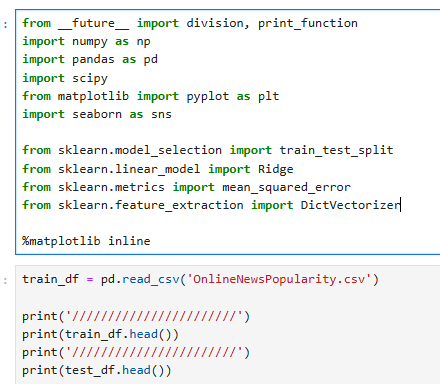 from __future__ import division, print_function
import numpy as np
import pandas as pd
import scipy
from matplotlib import pyplot as plt
import seaborn as sns
from sklearn.model_selection import train_test_split
from sklearn.linear_model import Ridge
from sklearn.metrics import mean_squared_error
from sklearn.feature_extraction import DictVectorizer
%matplotlib inline
train_df = pd.read_csv('OnlineNewsPopularity.csv')
print('///////////////////////')
print(train_df.head())
print('///////////////////////')
print(test_df.head())